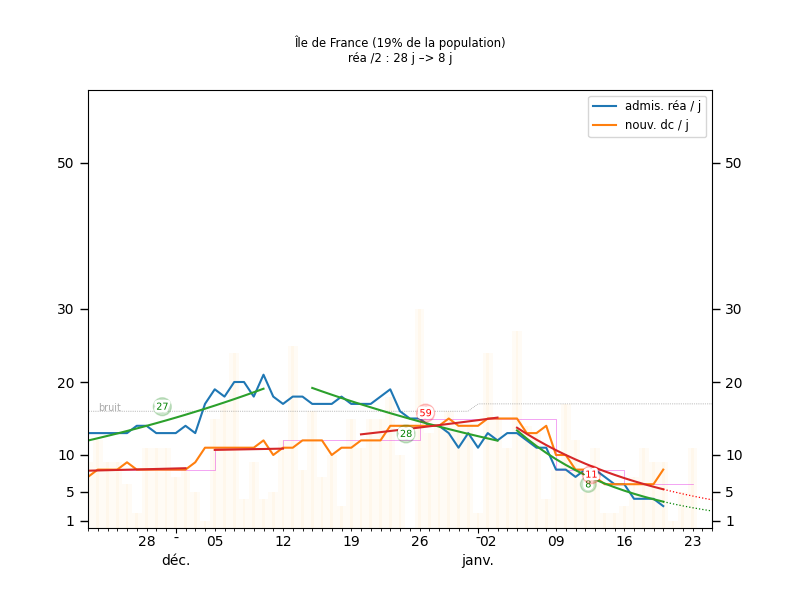 Île de France (19% de la population)
réa /2 : 28 j –> 8 j
admis. réa / j
nouv. dc / j
50 50
30 30
20 20
bruit 27 59
28
10 10
11
8
5 5
1 1
28 05 12 19 26 02 09 16 23
déc. janv.